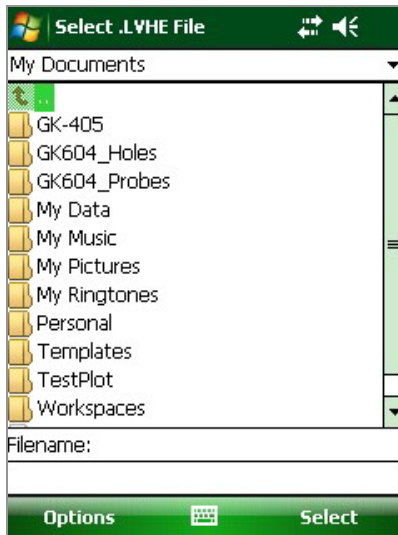 Select .LVHE File
My Documents
..
GK-405
GK604_Holes
GK604_Probes
My Data
My Music
My Pictures
My Ringtones
Personal
Templates
TestPlot
Workspaces
Filename:
Options Select